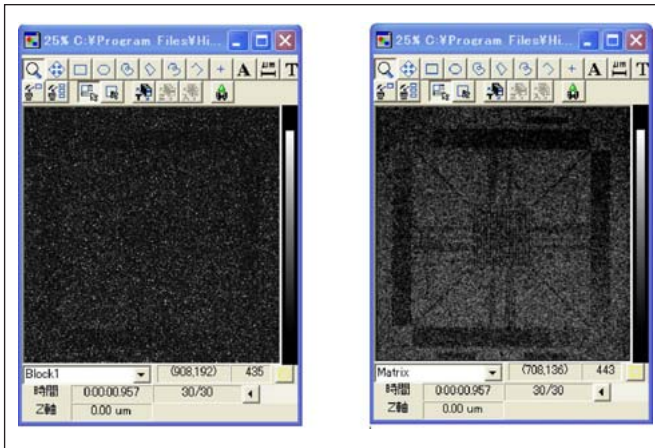 25% C:¥Program Files¥Hi...
A µm T
Block1 (908,192) 435
時間 0:00:00.957 30/30
Z軸 0.00 um
25% C:¥Program Files¥Hi...
A µm T
Matrix (708,136) 443
時間 0:00:00.957 30/30
Z軸 0.00 um